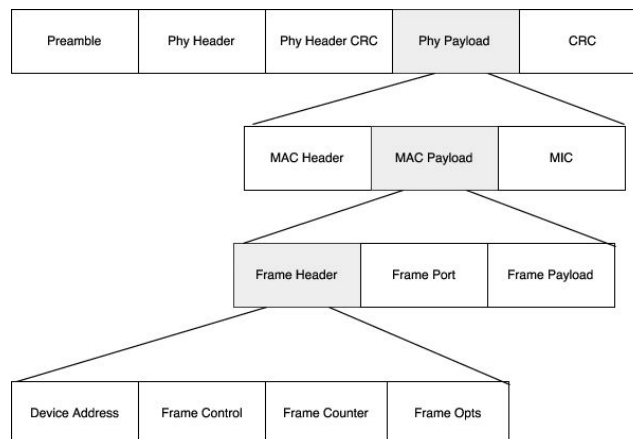 Preamble Phy Header Phy Header CRC Phy Payload CRC
MAC Header MAC Payload MIC
Frame Header Frame Port Frame Payload
Device Address Frame Control Frame Counter Frame Opts